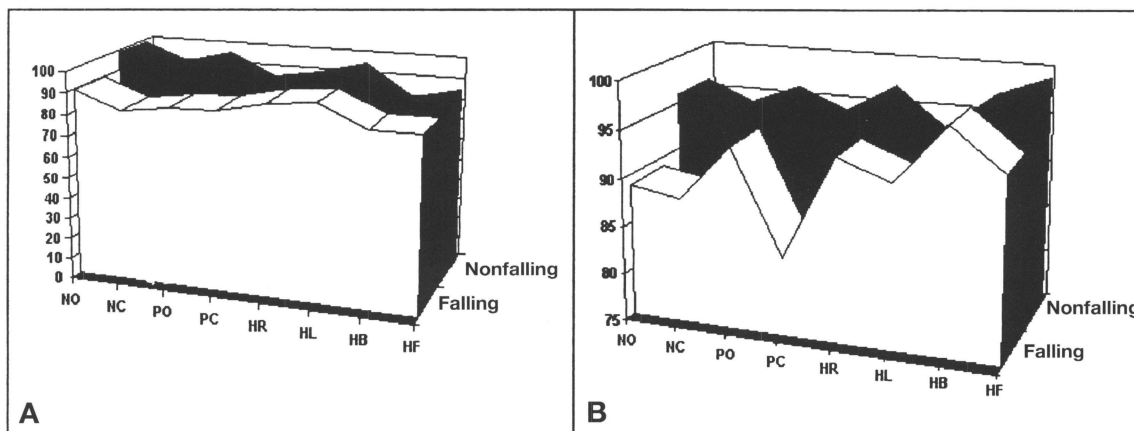 100
90
80
70
60
50
40
30
20
10
0
NO NC PO PC HR HL HB HF
Falling
Nonfalling
A
100
95
90
85
80
75
NO NC PO PC HR HL HB HF
Falling
Nonfalling
B